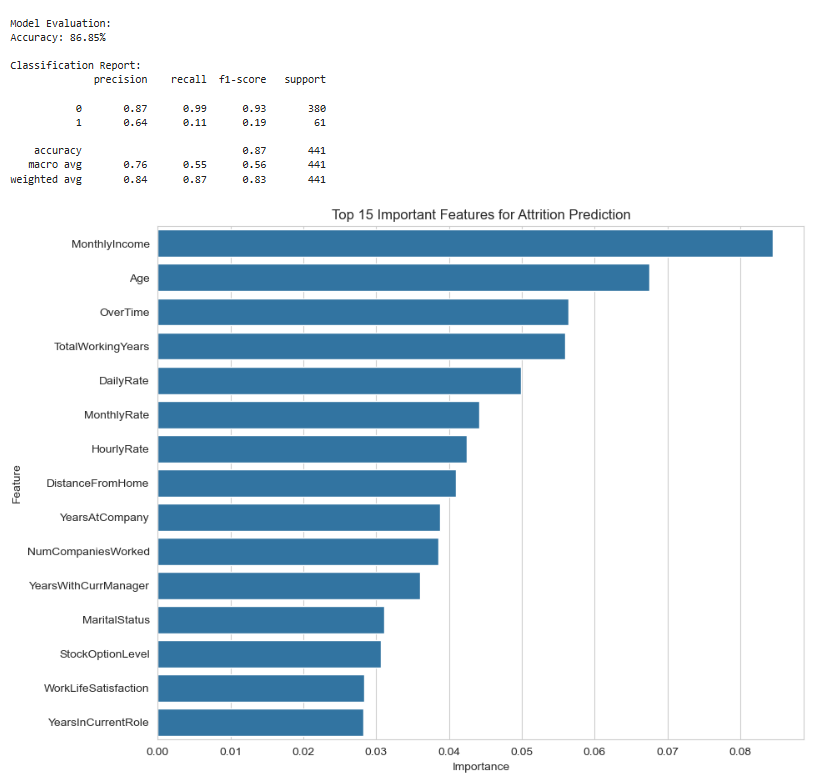 Model Evaluation:
Accuracy: 86.85%
Classification Report:
precision recall f1-score support
0 0.87 0.99 0.93 380
1 0.64 0.11 0.19 61
accuracy 0.87 441
macro avg 0.76 0.55 0.56 441
weighted avg 0.84 0.87 0.83 441
Top 15 Important Features for Attrition Prediction
MonthlyIncome
Age
OverTime
TotalWorkingYears
DailyRate
MonthlyRate
HourlyRate
DistanceFromHome
YearsAtCompany
NumCompaniesWorked
YearsWithCurrManager
MaritalStatus
StockOptionLevel
WorkLifeSatisfaction
YearsInCurrentRole
Feature
0.00 0.01 0.02 0.03 0.04 0.05 0.06 0.07 0.08
Importance